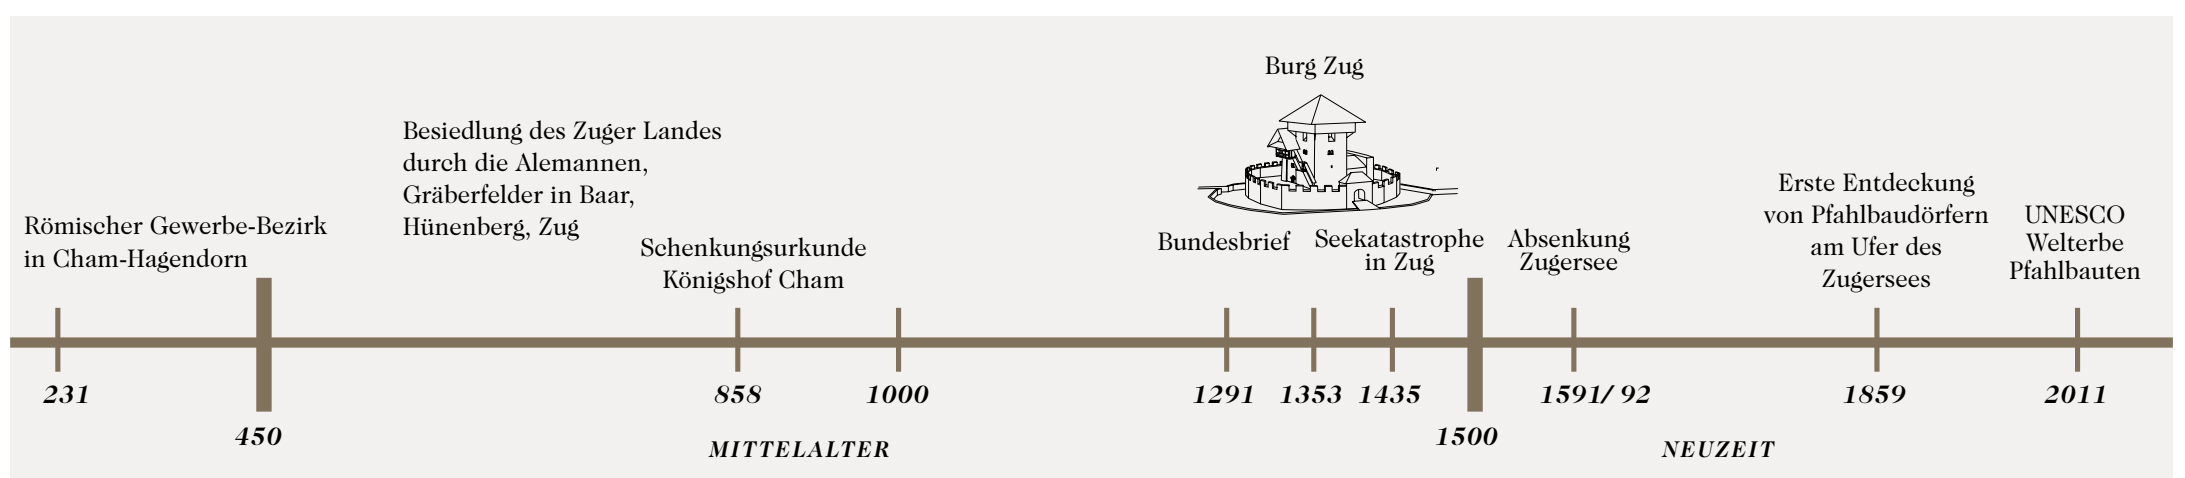 Burg Zug
Besiedlung des Zuger Landes
durch die Alemannen,
Gräberfelder in Baar,
Hünenberg, Zug
Römischer Gewerbe-Bezirk
in Cham-Hagendorn
Schenkungsurkunde
Königshof Cham
Bundesbrief
Seekatastrophe
in Zug
Absenkung
Zugersee
Erste Entdeckung
von Pfahlbaudörfern
am Ufer des
Zugersees
UNESCO
Welterbe
Pfahlbauten
231
450
858
1000
1291
1353
1435
1500
1591/ 92
1859
2011
MITTELALTER
NEUZEIT